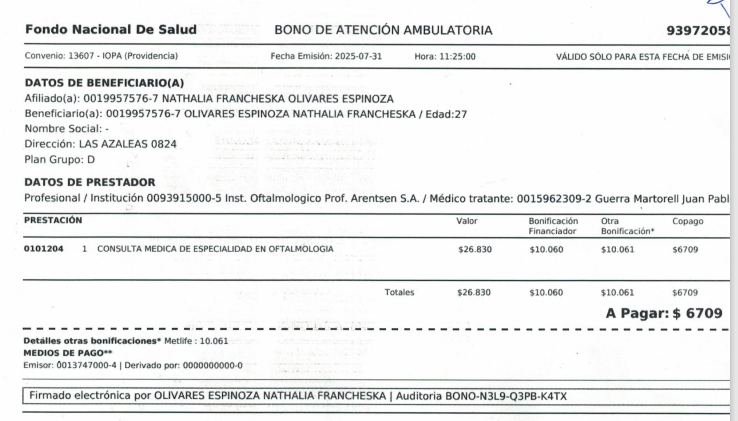 Fondo Nacional De Salud BONO DE ATENCIÓN AMBULATORIA 9397205
Convenio: 13607 - IOPA (Providencia) Fecha Emisión: 2025-07-31 Hora: 11:25:00 VÁLIDO SÓLO PARA ESTA FECHA DE EMISI
DATOS DE BENEFICIARIO(A)
Afiliado(a): 0019957576-7 NATHALIA FRANCHESKA OLIVARES ESPINOZA
Beneficiario(a): 0019957576-7 OLIVARES ESPINOZA NATHALIA FRANCHESKA / Edad:27
Nombre Social: -
Dirección: LAS AZALEAS 0824
Plan Grupo: D
DATOS DE PRESTADOR
Profesional / Institución 0093915000-5 Inst. Oftalmologico Prof. Arentsen S.A. / Médico tratante: 0015962309-2 Guerra Martorell Juan Pabl
PRESTACIÓN Valor Bonificación Financiador Otra Bonificación* Copago
0101204 1 CONSULTA MEDICA DE ESPECIALIDAD EN OFTALMOLOGIA $26.830 $10.060 $10.061 $6709
Totales $26.830 $10.060 $10.061 $6709
A Pagar: $ 6709
Detalles otras bonificaciones* Metlife : 10.061
MEDIOS DE PAGO**
Emisor: 0013747000-4 | Derivado por: 0000000000-0
Firmado electrónica por OLIVARES ESPINOZA NATHALIA FRANCHESKA | Auditoria BONO-N3L9-Q3PB-K4TX